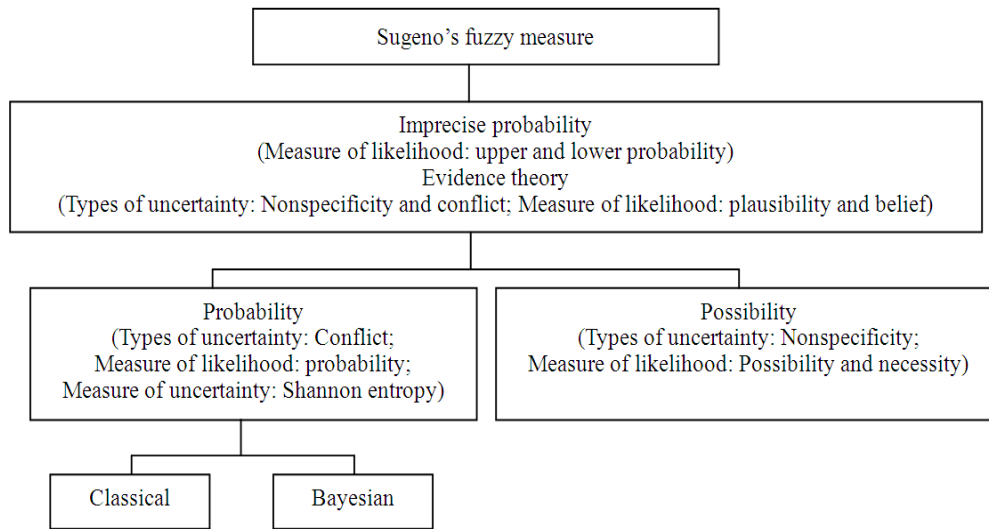 Sugeno’s fuzzy measure
Imprecise probability
(Measure of likelihood: upper and lower probability)
Evidence theory
(Types of uncertainty: Nonspecificity and conflict; Measure of likelihood: plausibility and belief)
Probability
(Types of uncertainty: Conflict;
Measure of likelihood: probability;
Measure of uncertainty: Shannon entropy)
Possibility
(Types of uncertainty: Nonspecificity;
Measure of likelihood: Possibility and necessity)
Classical
Bayesian